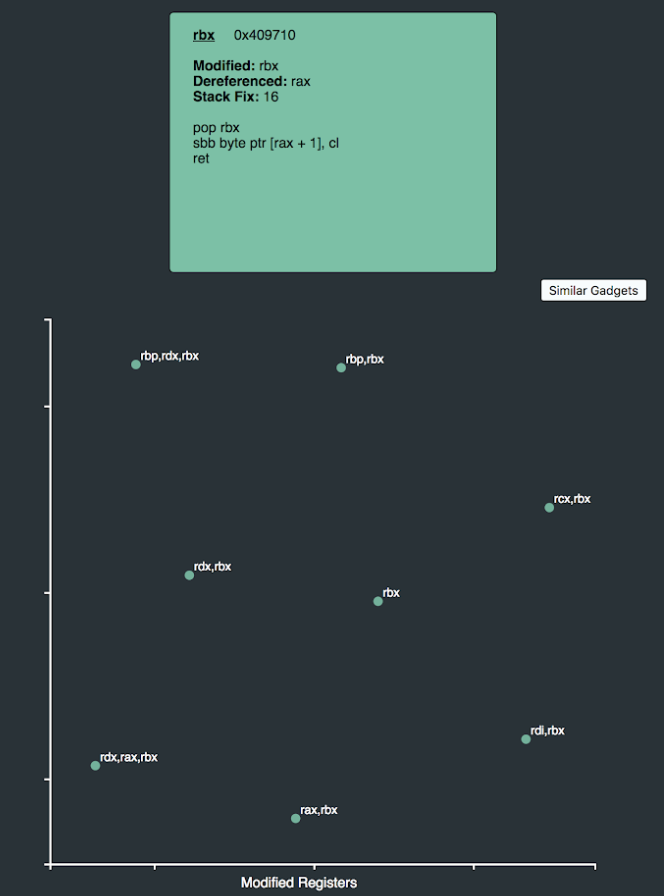 rbx 0x409710
Modified: rbx
Dereferenced: rax
Stack Fix: 16
pop rbx
sbb byte ptr [rax + 1], cl
ret
Similar Gadgets
rbp,rdx,rbx
rbp,rbx
rcx,rbx
rdx,rbx
rbx
rdi,rbx
rdx,rax,rbx
rax,rbx
Modified Registers